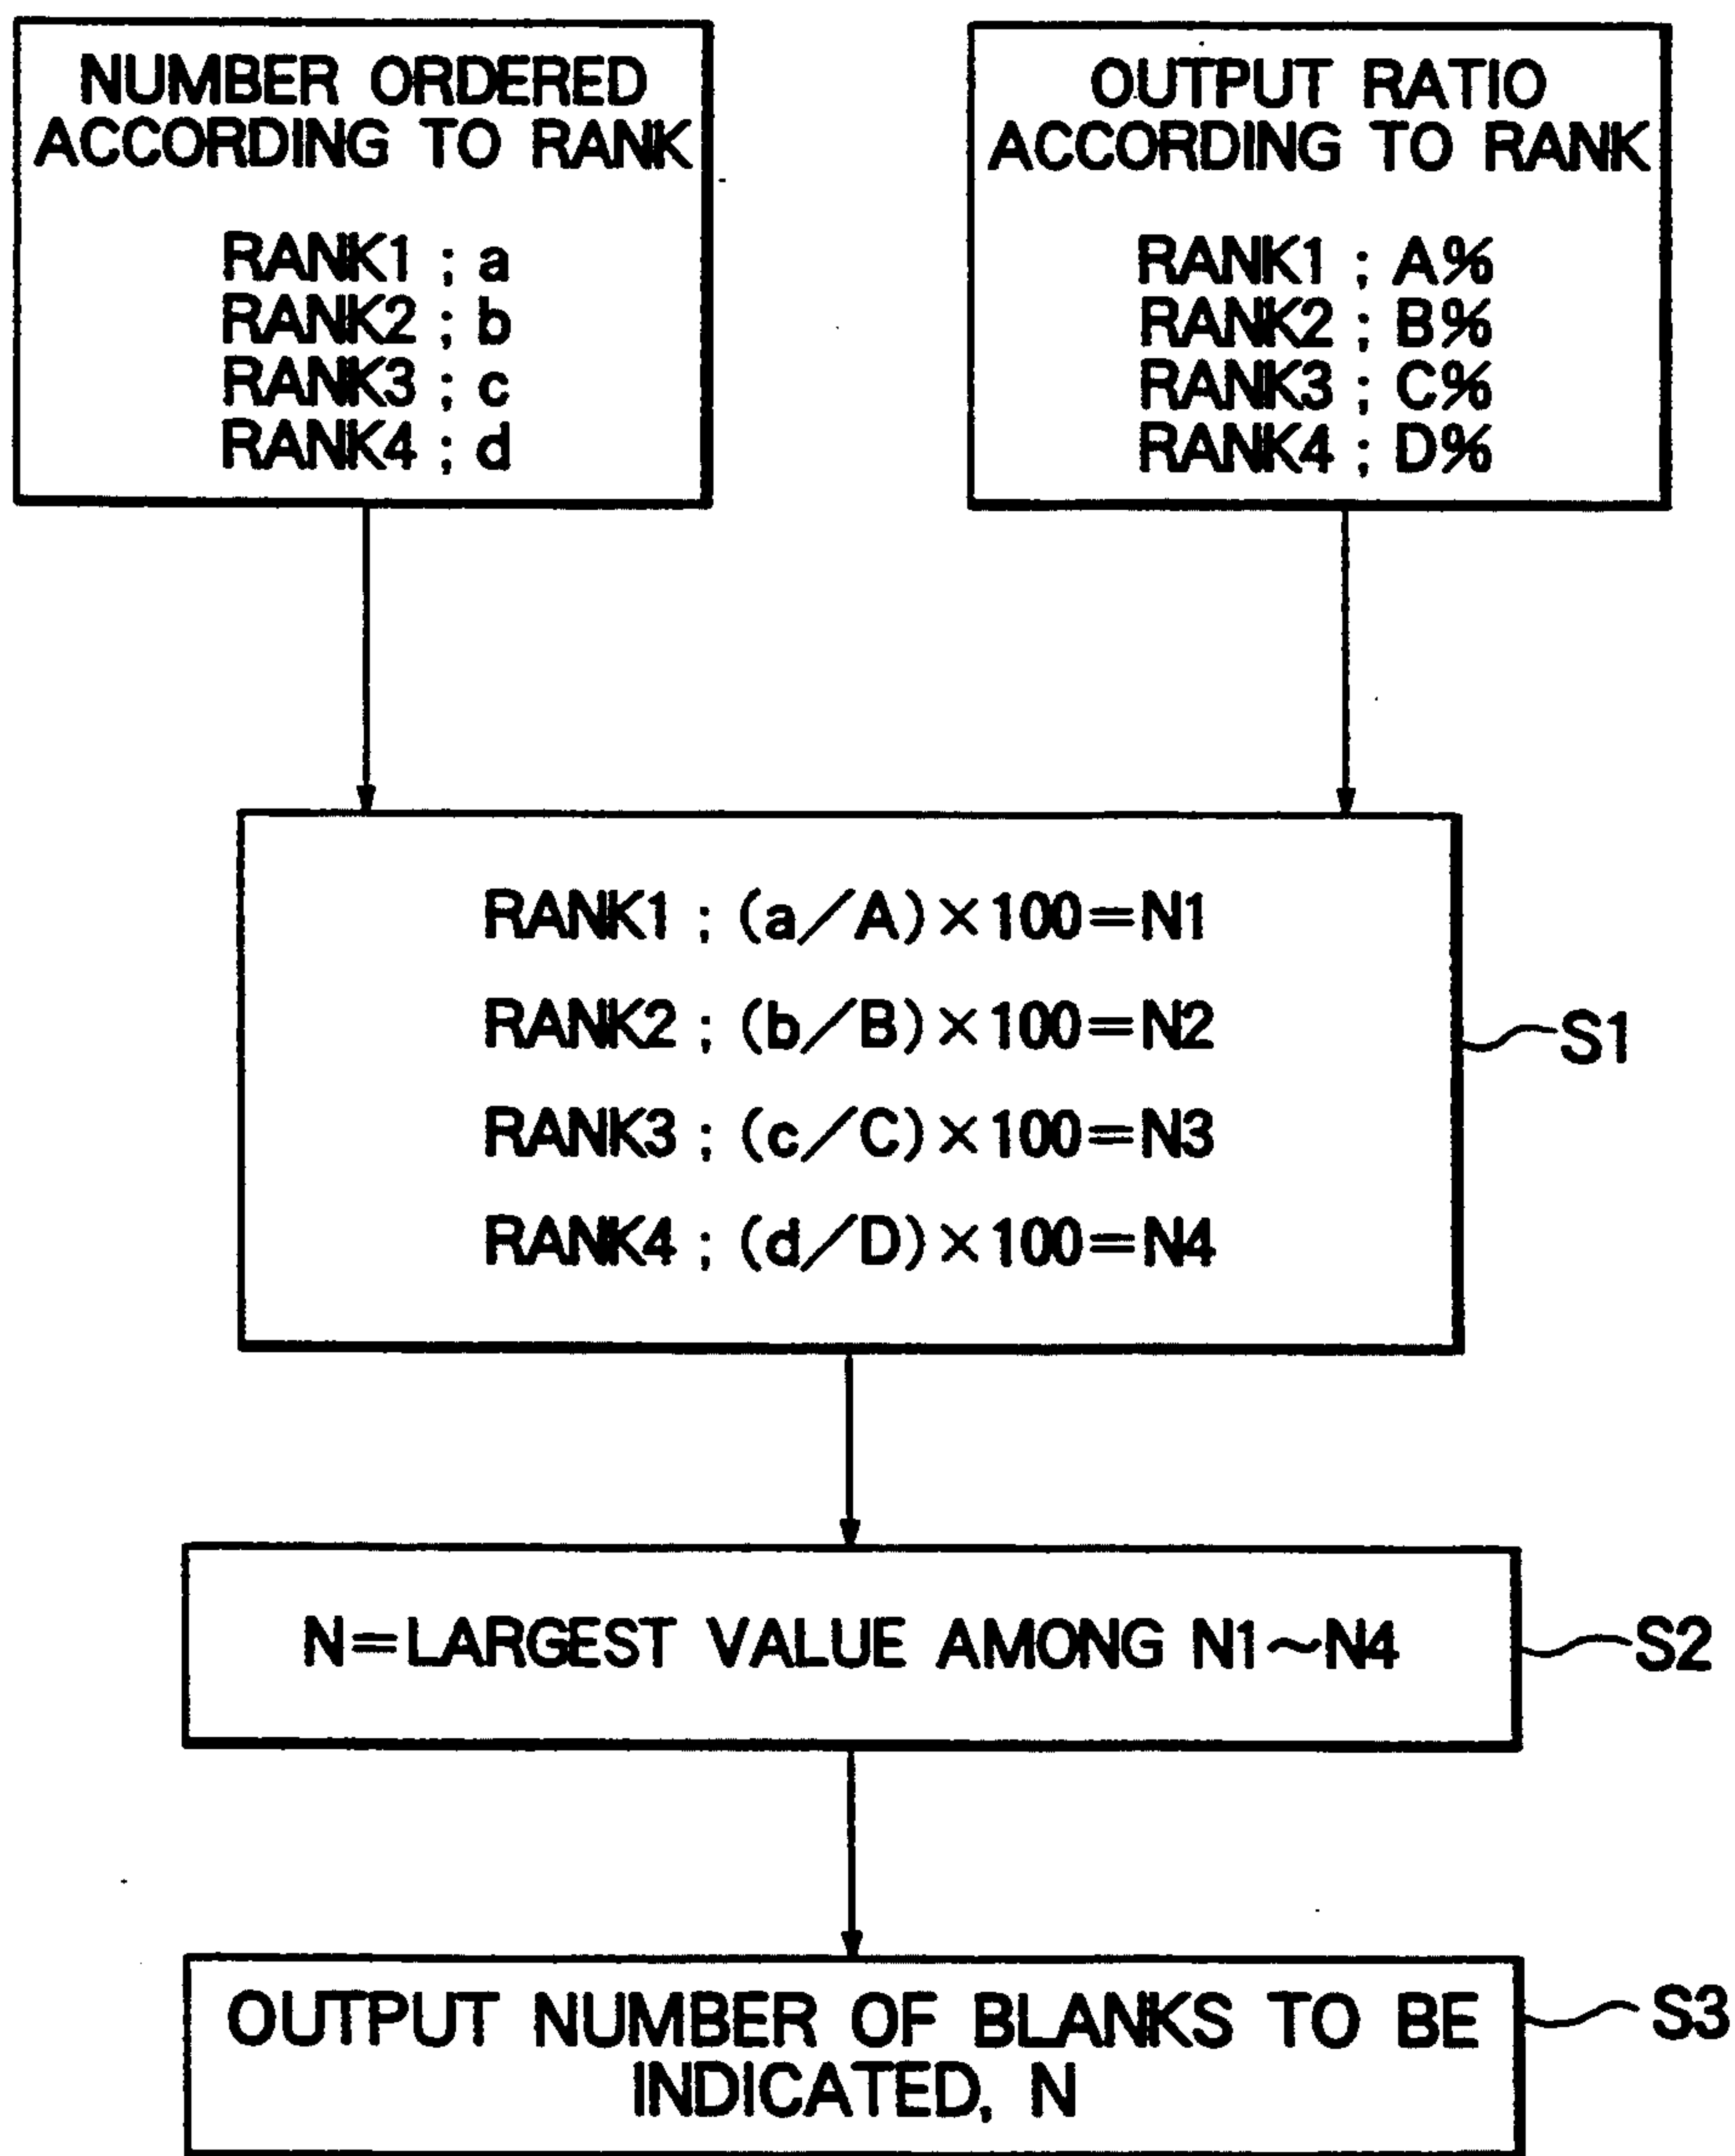 NUMBER ORDERED
ACCORDING TO RANK
RANK1 ; a
RANK2 ; b
RANK3 ; c
RANK4 ; d
OUTPUT RATIO
ACCORDING TO RANK
RANK1 ; A%
RANK2 ; B%
RANK3 ; C%
RANK4 ; D%
RANK1 ; (a/A)×100=N1
RANK2 ; (b/B)×100=N2
RANK3 ; (c/C)×100=N3
RANK4 ; (d/D)×100=N4
S1
N=LARGEST VALUE AMONG N1~N4
S2
OUTPUT NUMBER OF BLANKS TO BE
INDICATED, N
S3